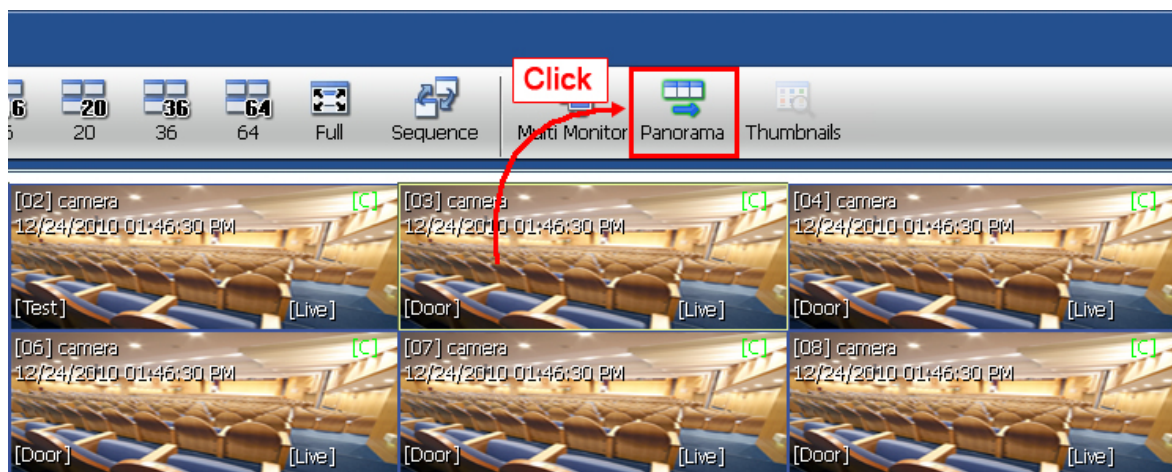 Click
20
36
64
20 36 64 Full Sequence Multi Monitor Panorama Thumbnails
[02] camera [C] [03] camera [C] [04] camera [C]
12/24/2010 01:46:30 PM 12/24/2010 01:46:30 PM 12/24/2010 01:46:30 PM
[Test] [Live] [Door] [Live] [Door] [Live]
[06] camera [C] [07] camera [C] [08] camera [C]
12/24/2010 01:46:30 PM 12/24/2010 01:46:30 PM 12/24/2010 01:46:30 PM
[Door] [Live] [Door] [Live] [Door] [Live]